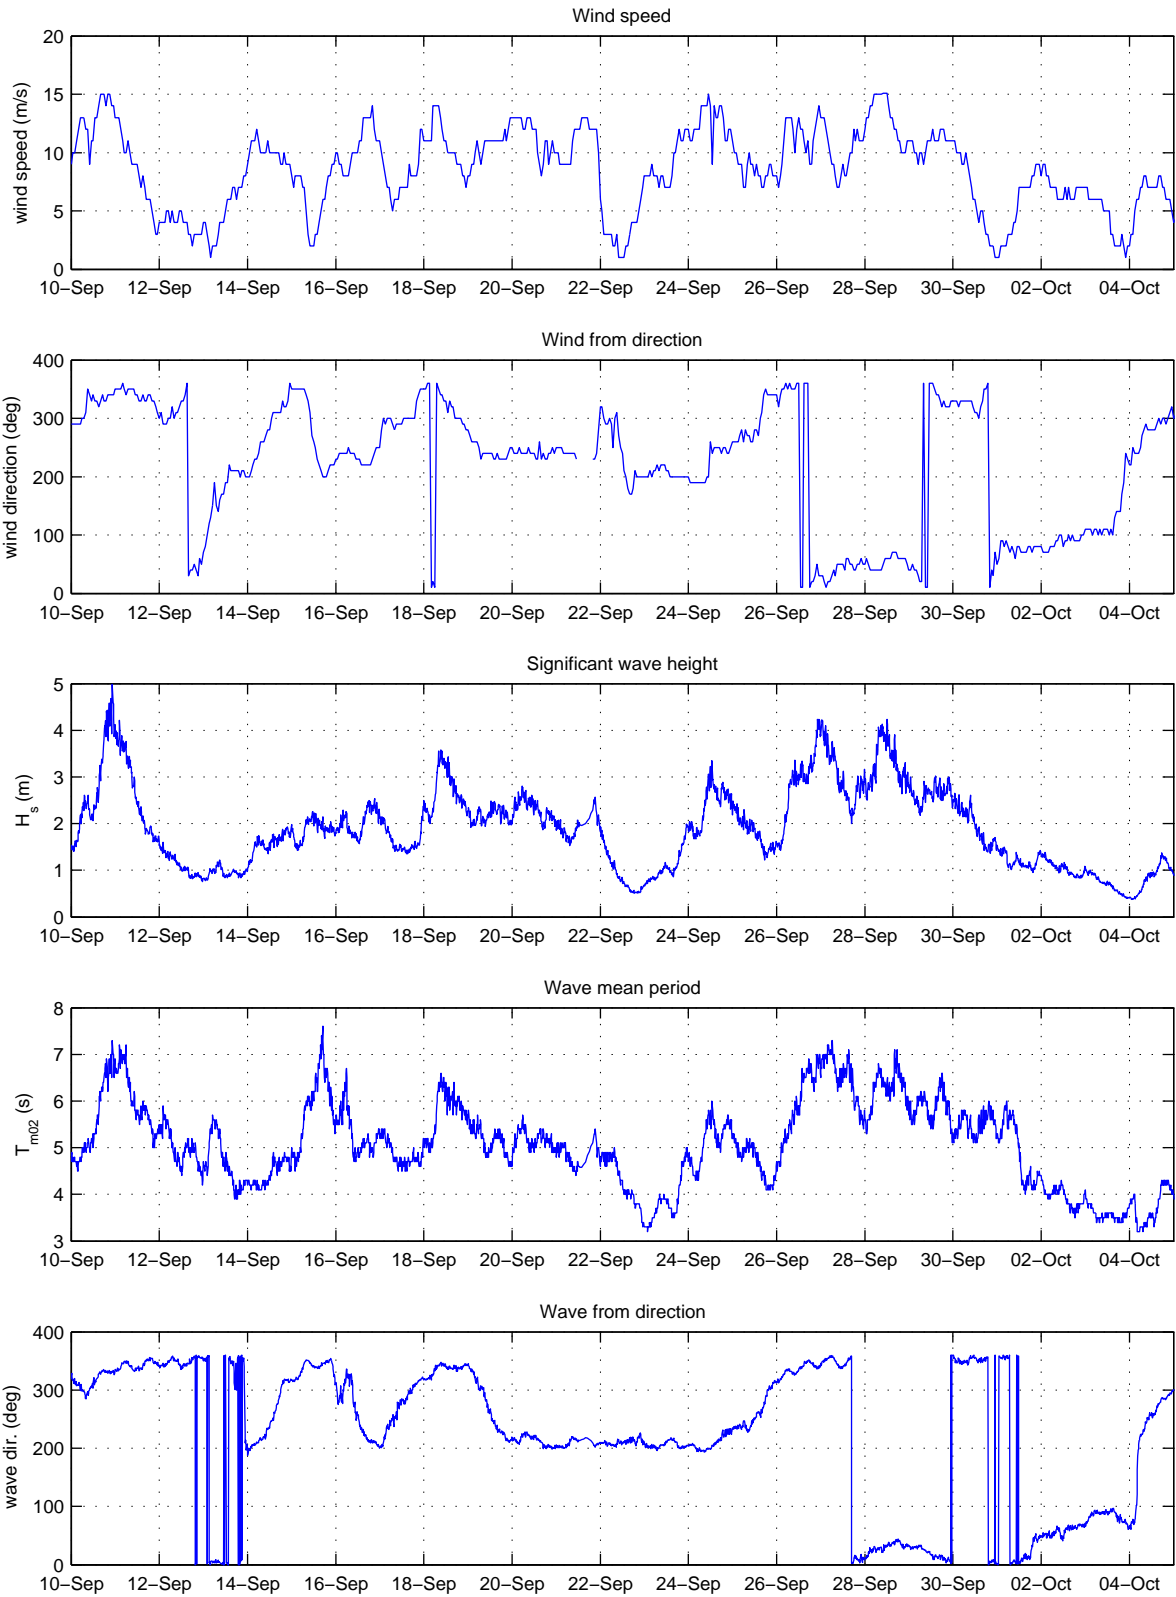 Wind speed
wind speed (m/s)
20
15
10
5
0
10−Sep 12−Sep 14−Sep 16−Sep 18−Sep 20−Sep 22−Sep 24−Sep 26−Sep 28−Sep 30−Sep 02−Oct 04−Oct
Wind from direction
wind direction (deg)
400
300
200
100
0
10−Sep 12−Sep 14−Sep 16−Sep 18−Sep 20−Sep 22−Sep 24−Sep 26−Sep 28−Sep 30−Sep 02−Oct 04−Oct
Significant wave height
H_s (m)
5
4
3
2
1
0
10−Sep 12−Sep 14−Sep 16−Sep 18−Sep 20−Sep 22−Sep 24−Sep 26−Sep 28−Sep 30−Sep 02−Oct 04−Oct
Wave mean period
T_m02 (s)
8
7
6
5
4
3
10−Sep 12−Sep 14−Sep 16−Sep 18−Sep 20−Sep 22−Sep 24−Sep 26−Sep 28−Sep 30−Sep 02−Oct 04−Oct
Wave from direction
wave dir. (deg)
400
300
200
100
0
10−Sep 12−Sep 14−Sep 16−Sep 18−Sep 20−Sep 22−Sep 24−Sep 26−Sep 28−Sep 30−Sep 02−Oct 04−Oct